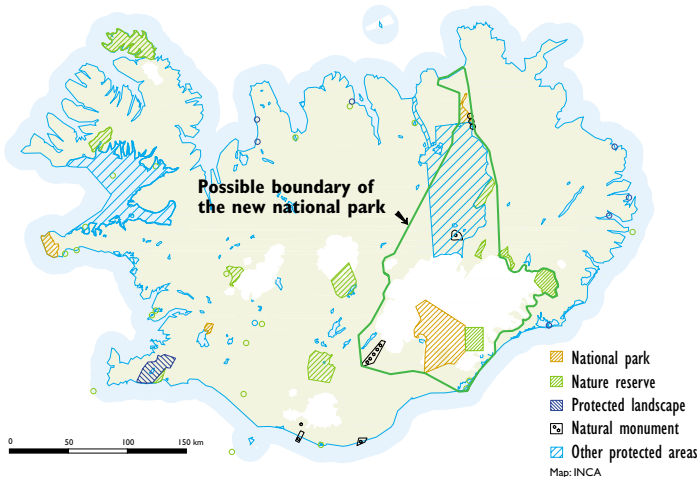 Possible boundary of
the new national park
National park
Nature reserve
Protected landscape
Natural monument
Other protected areas
0 50 100 150 km
Map: INCA